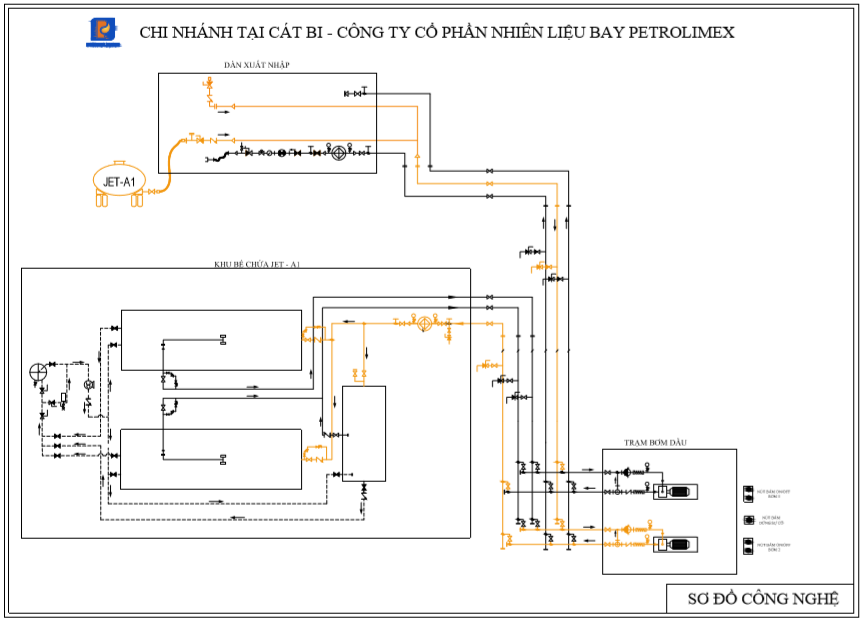 CHI NHÁNH TẠI CÁT BI - CÔNG TY CỔ PHẦN NHIÊN LIỆU BAY PETROLIMEX
DÀN XUẤT NHẬP
JET-A1
KHU BỂ CHỨA JET - A1
TRẠM BƠM DẦU
SƠ ĐỒ CÔNG NGHỆ